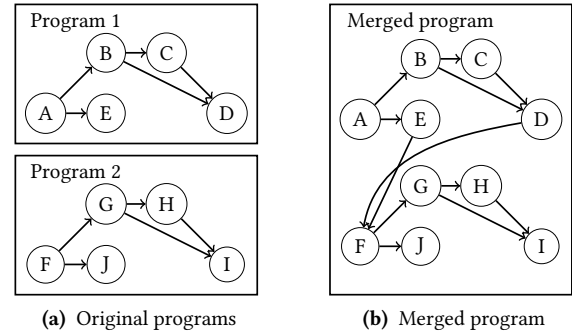 Program 1
B C
A E D
Program 2
G H
F J I
(a) Original programs
Merged program
B C
A E D
G H
F J I
(b) Merged program